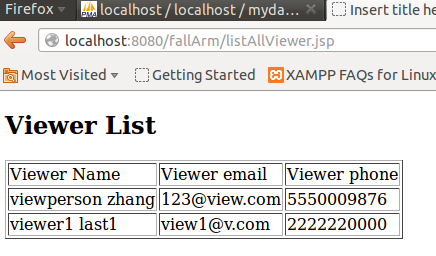 Firefox localhost / localhost / myda... Insert title he
localhost:8080/fallArm/listAllViewer.jsp
Most Visited Getting Started XAMPP FAQs for Linux
Viewer List
Viewer Name Viewer email Viewer phone
viewperson zhang 123@view.com 5550009876
viewer1 last1 view1@v.com 2222220000